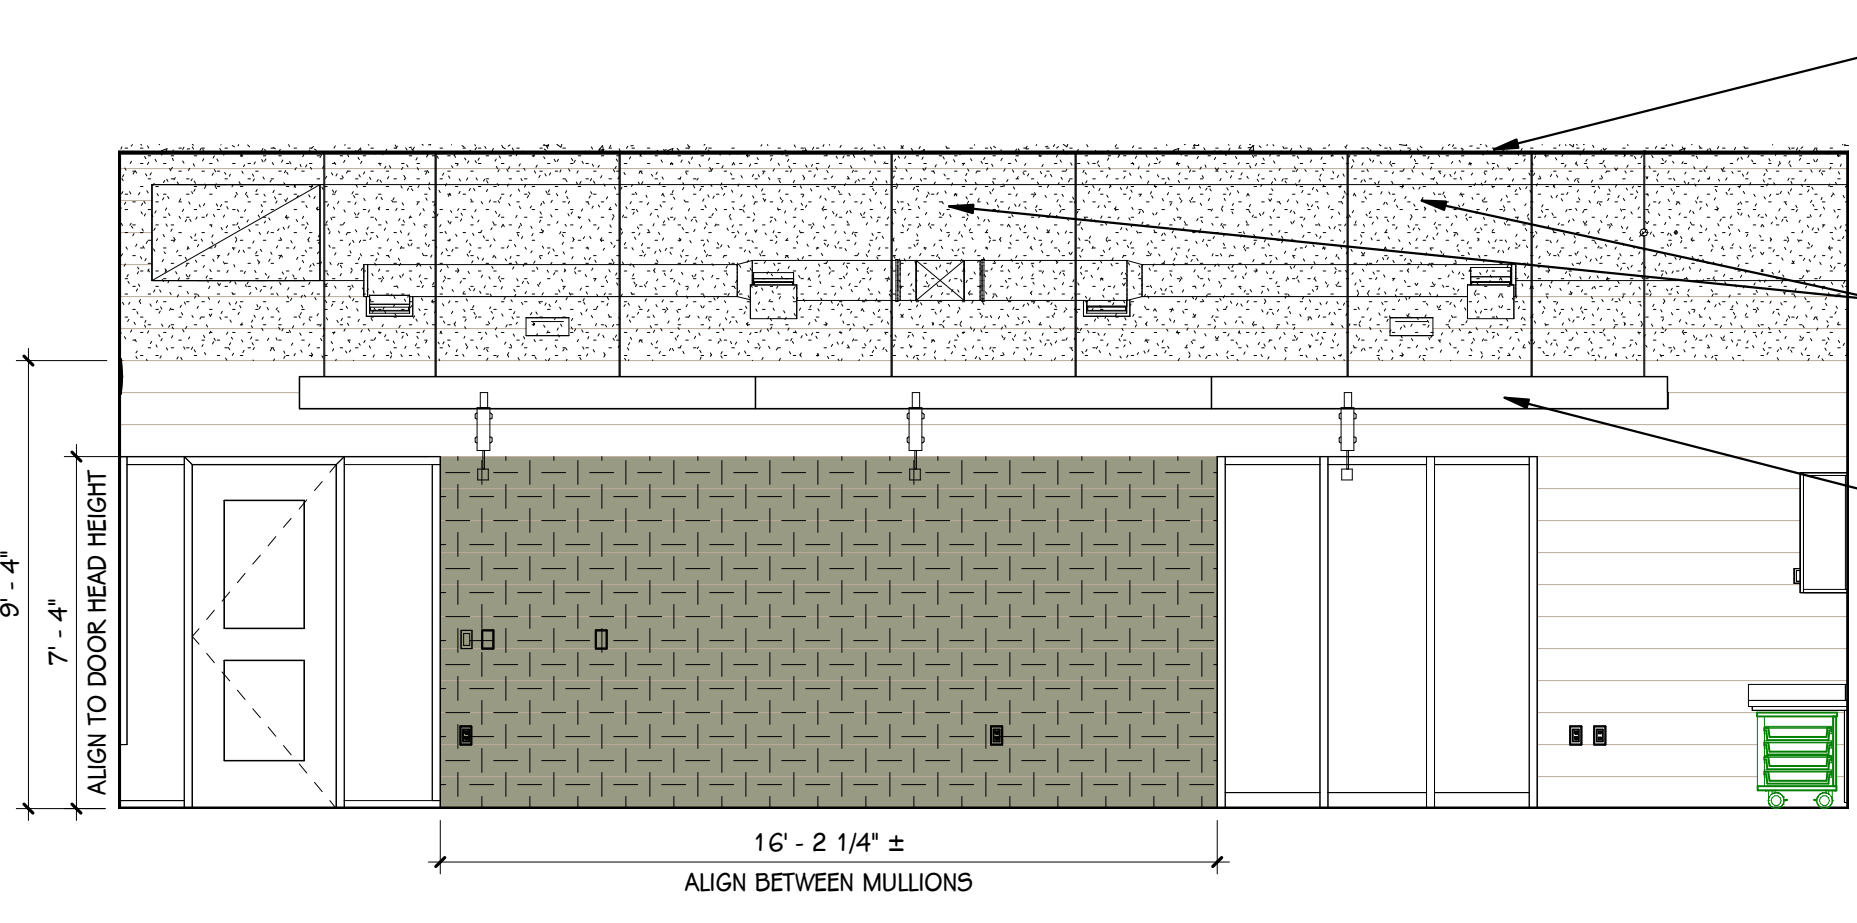 9' - 4"
7' - 4"
ALIGN TO DOOR HEAD HEIGHT
16' - 2 1/4" ±
ALIGN BETWEEN MULLIONS